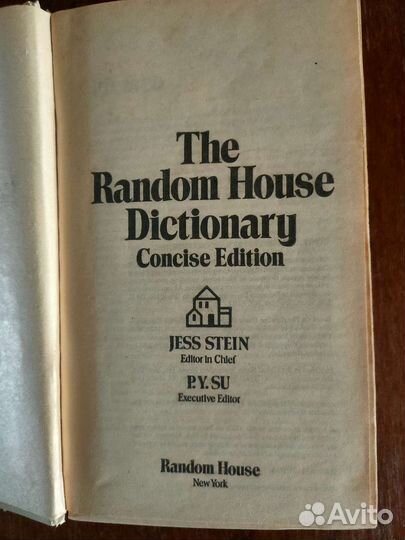 The
Random House
Dictionary
Concise Edition
JESS STEIN
Editor in Chief
P.Y. SU
Executive Editor
Random House
New York
Avito